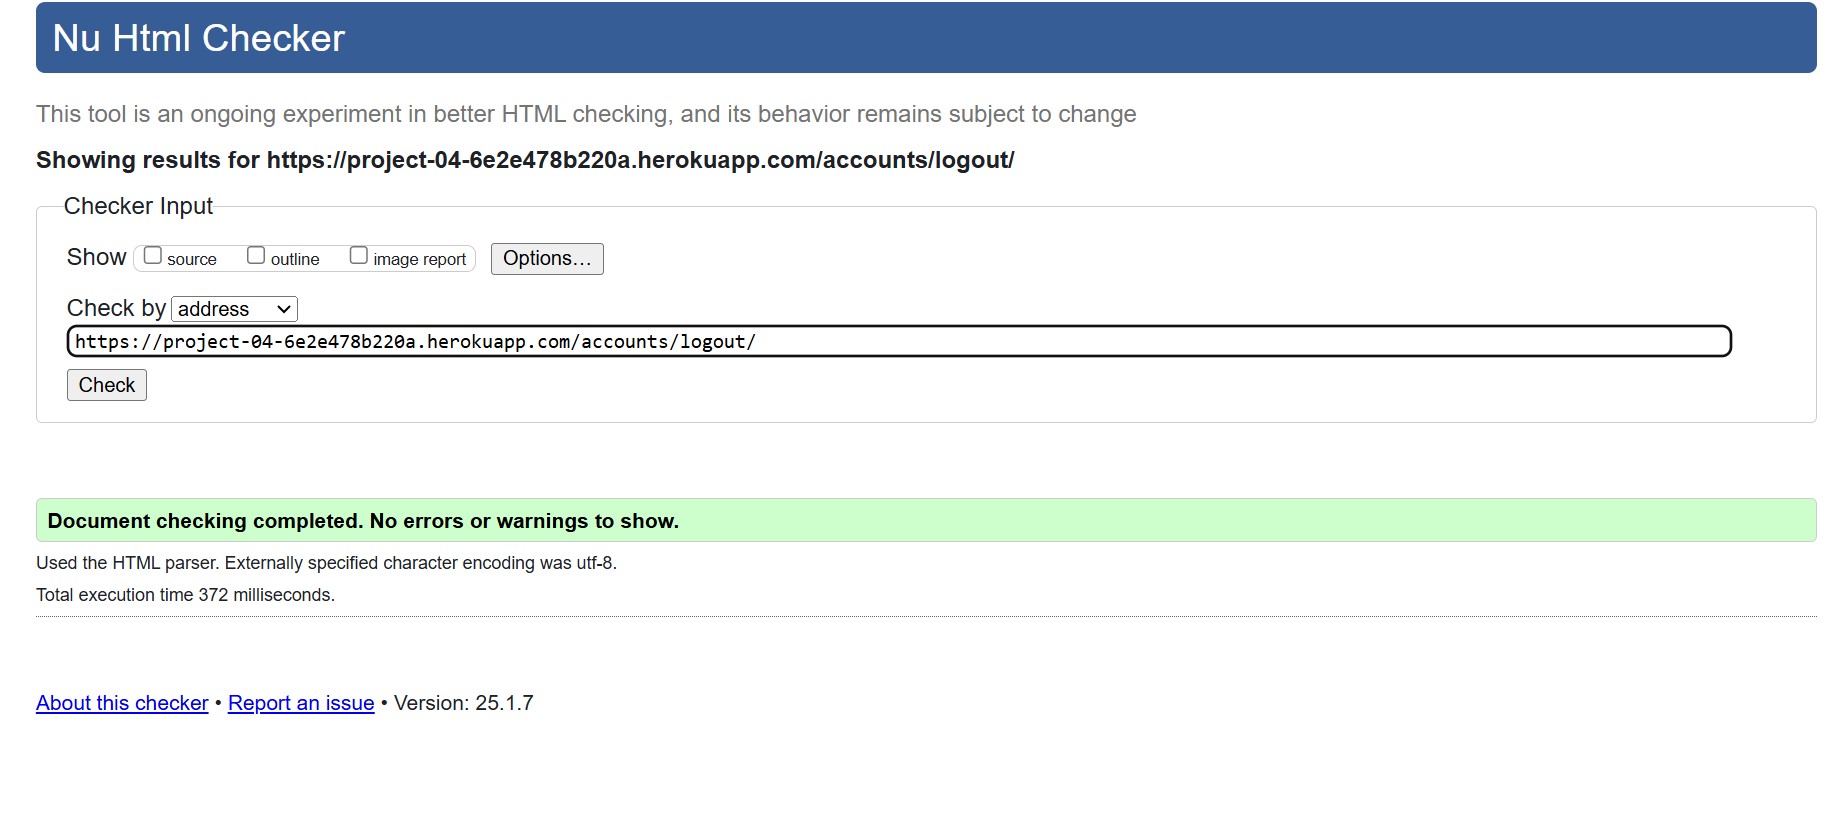 Nu Html Checker
This tool is an ongoing experiment in better HTML checking, and its behavior remains subject to change
Showing results for https://project-04-6e2e478b220a.herokuapp.com/accounts/logout/
Checker Input
Show source outline image report Options…
Check by address
https://project-04-6e2e478b220a.herokuapp.com/accounts/logout/
Check
Document checking completed. No errors or warnings to show.
Used the HTML parser. Externally specified character encoding was utf-8.
Total execution time 372 milliseconds.
About this checker • Report an issue • Version: 25.1.7